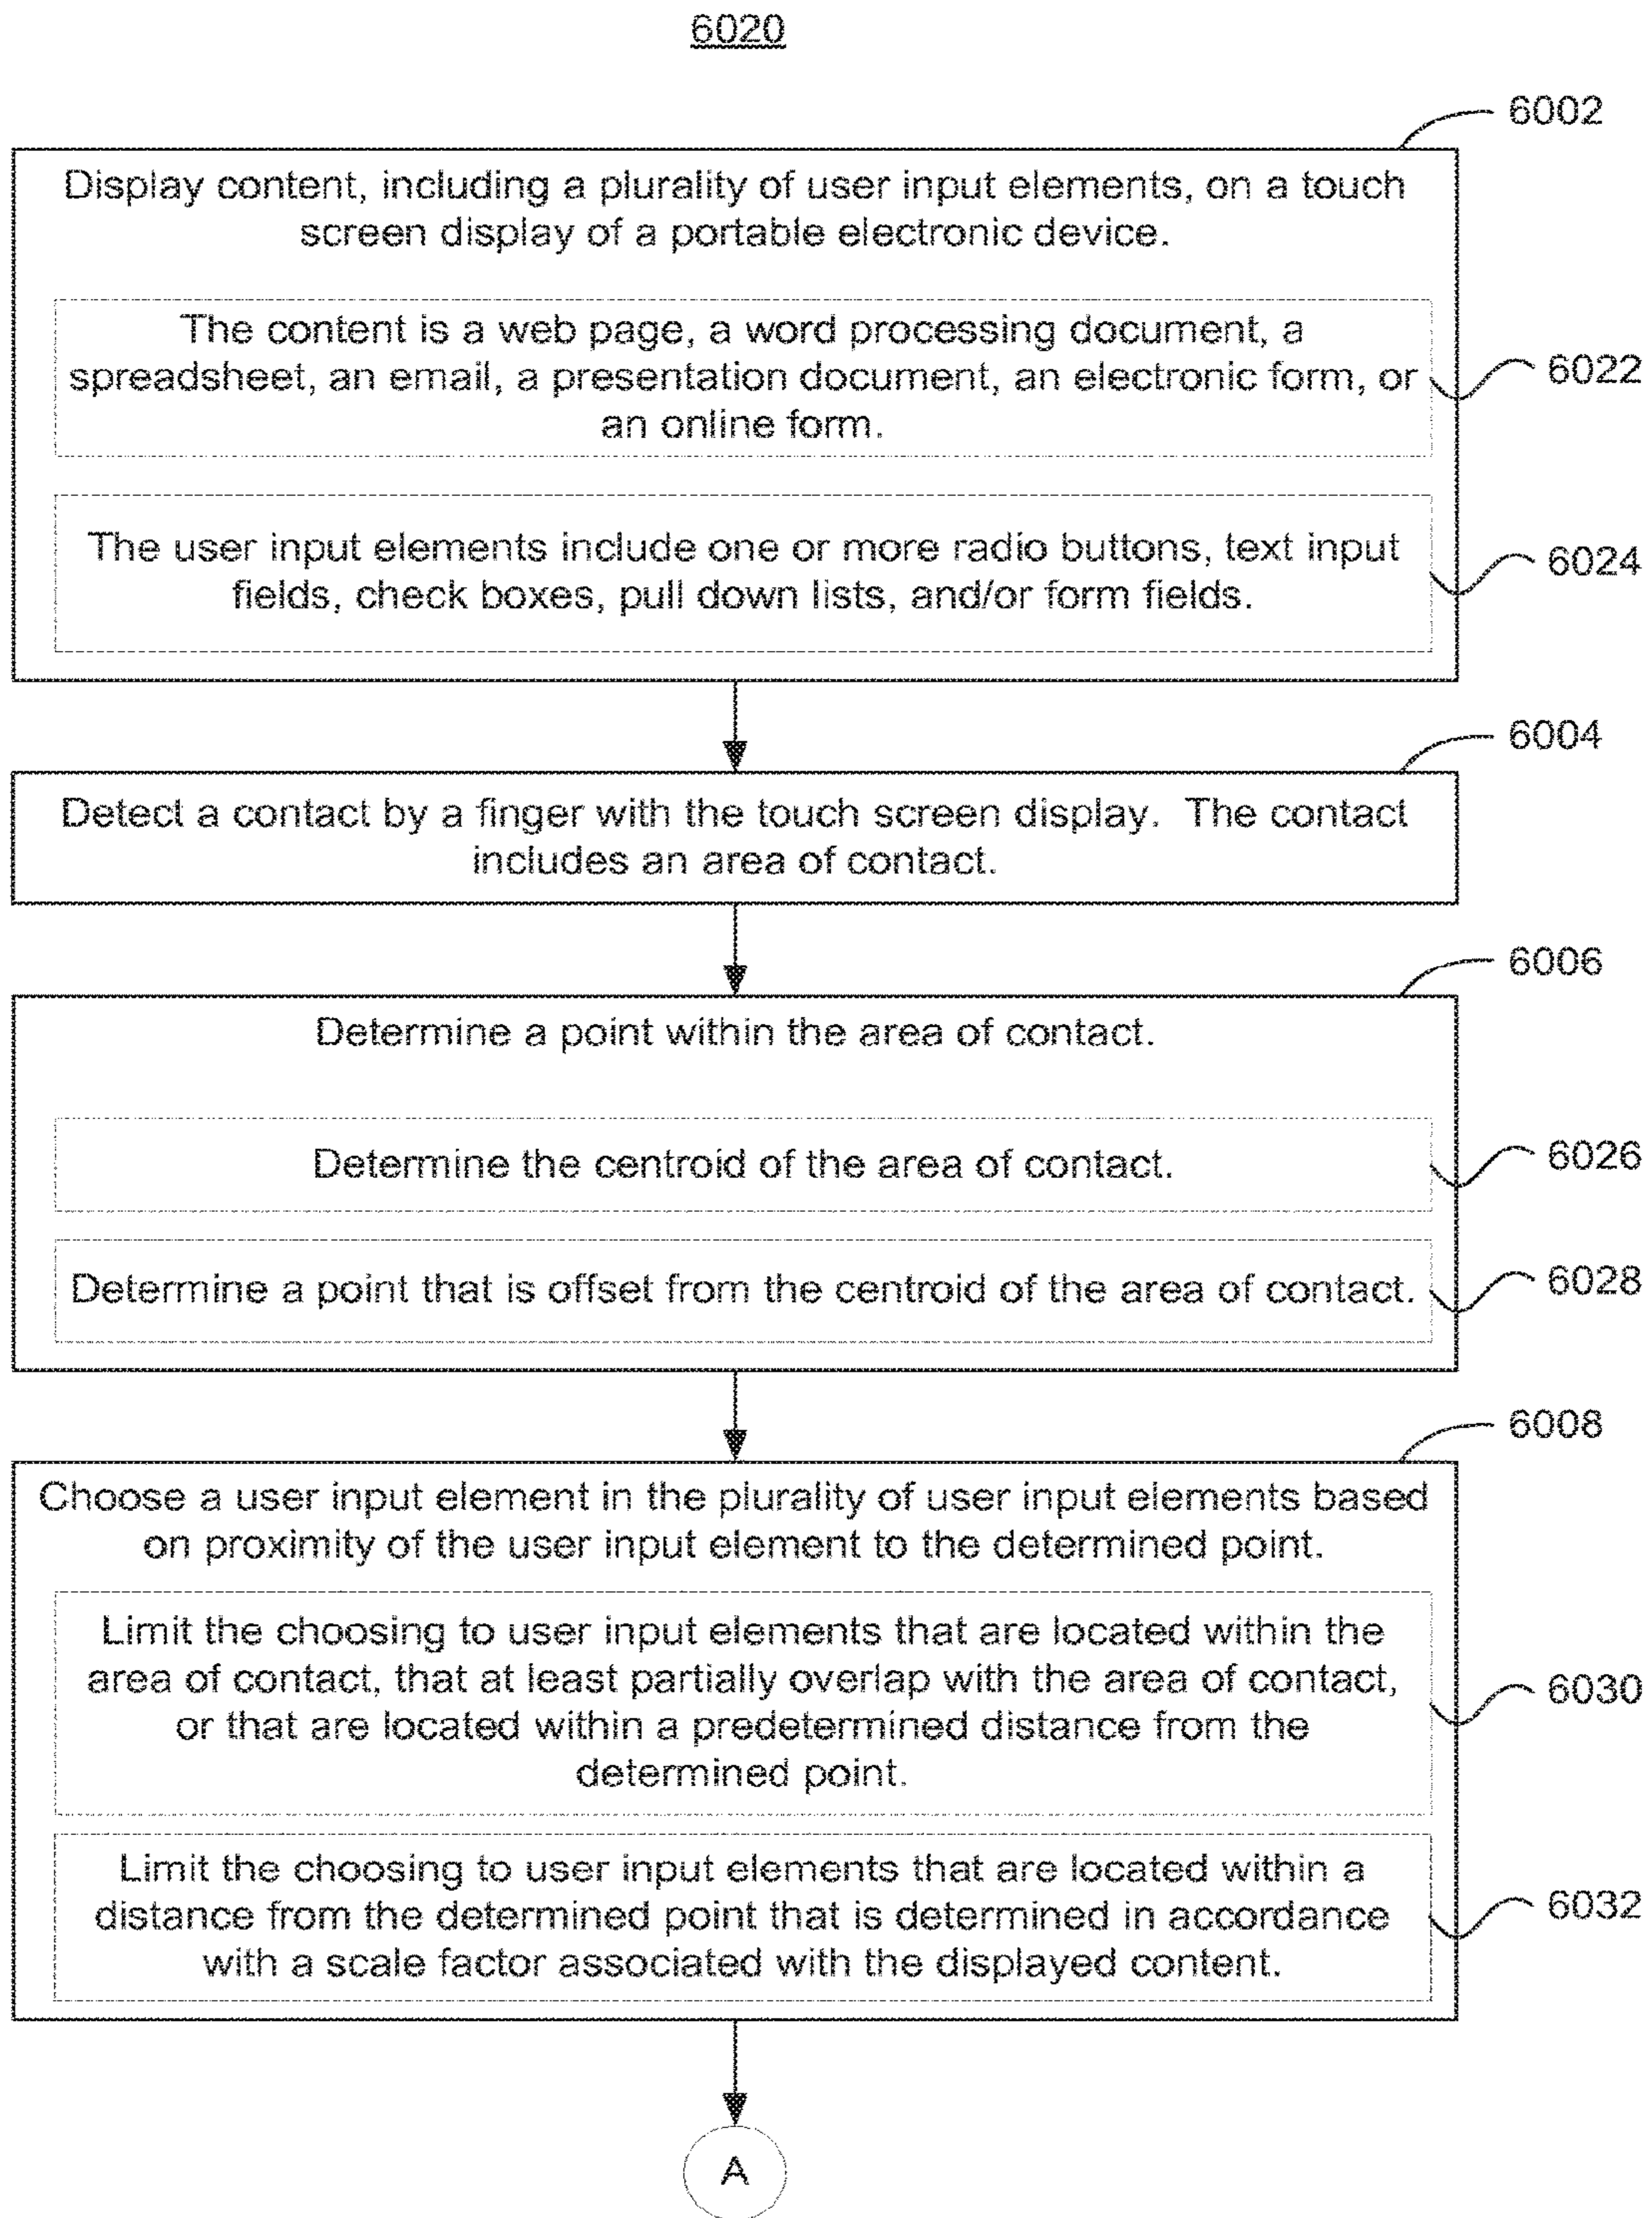 6020
6002
Display content, including a plurality of user input elements, on a touch
screen display of a portable electronic device.
The content is a web page, a word processing document, a
spreadsheet, an email, a presentation document, an electronic form, or
an online form.
6022
The user input elements include one or more radio buttons, text input
fields, check boxes, pull down lists, and/or form fields.
6024
6004
Detect a contact by a finger with the touch screen display. The contact
includes an area of contact.
6006
Determine a point within the area of contact.
Determine the centroid of the area of contact.
6026
Determine a point that is offset from the centroid of the area of contact.
6028
6008
Choose a user input element in the plurality of user input elements based
on proximity of the user input element to the determined point.
Limit the choosing to user input elements that are located within the
area of contact, that at least partially overlap with the area of contact,
or that are located within a predetermined distance from the
determined point.
6030
Limit the choosing to user input elements that are located within a
distance from the determined point that is determined in accordance
with a scale factor associated with the displayed content.
6032
A